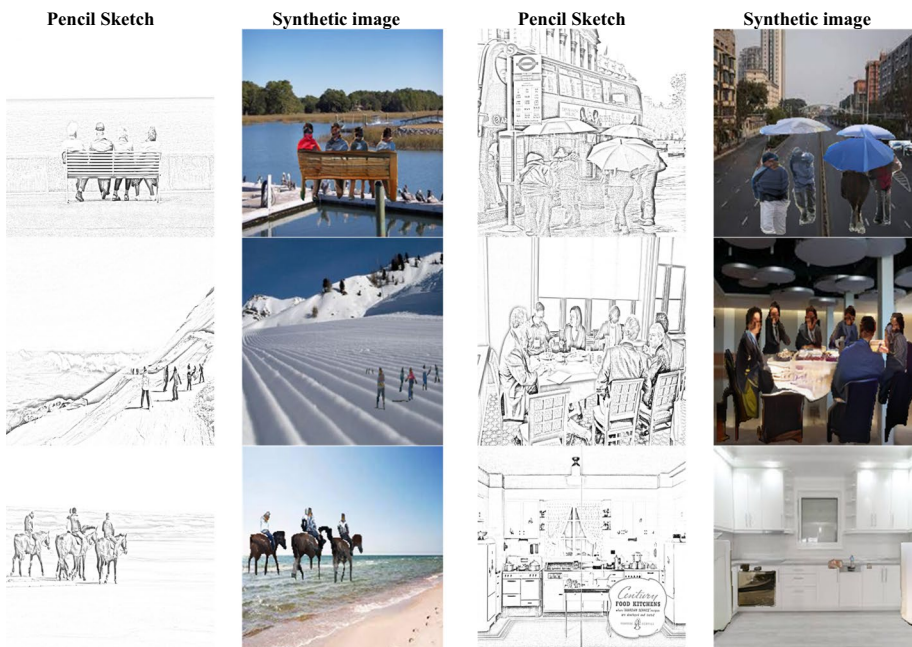 Pencil Sketch
Synthetic image
Pencil Sketch
Synthetic image
Century
FOOD KITCHENS